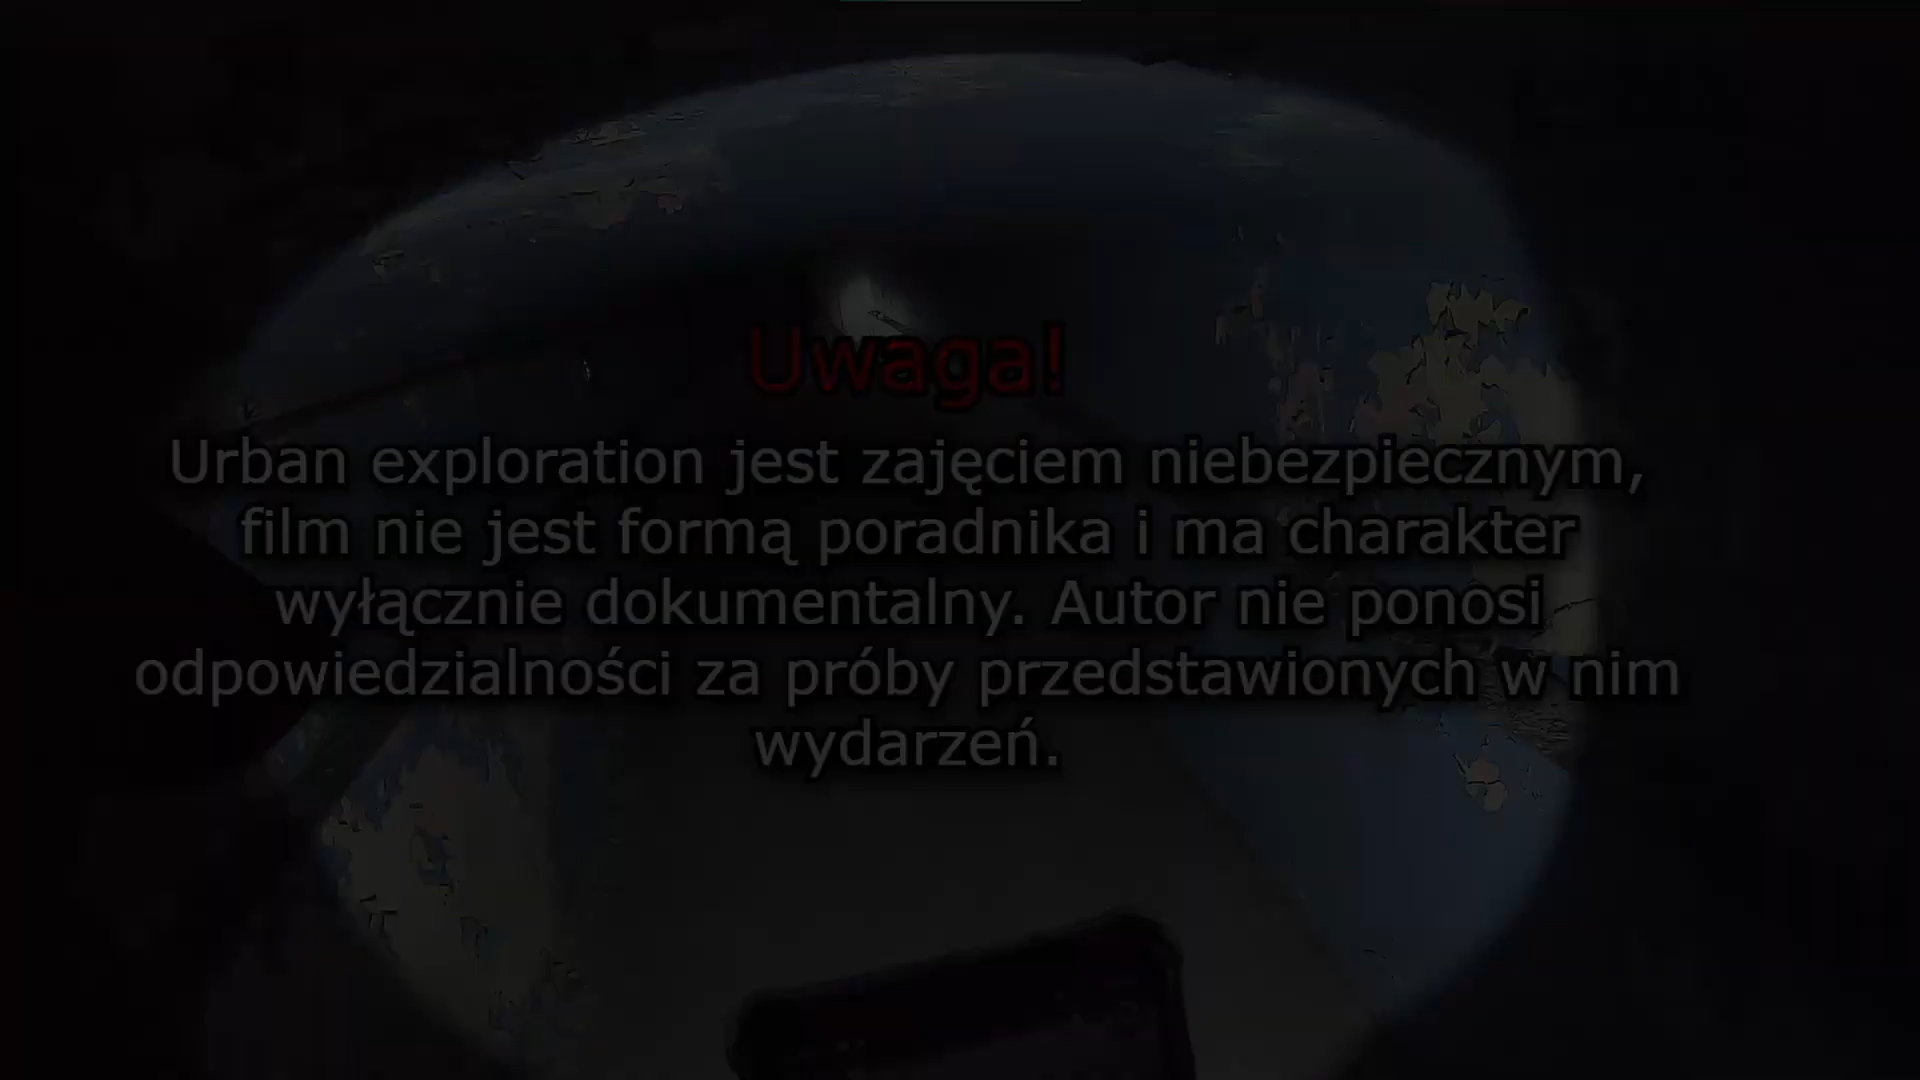 Uwaga!
Urban exploration jest zajęciem niebezpiecznym,
film nie jest formą poradnika i ma charakter
wyłącznie dokumentalny. Autor nie ponosi
odpowiedzialności za próby przedstawionych w nim
wydarzeń.